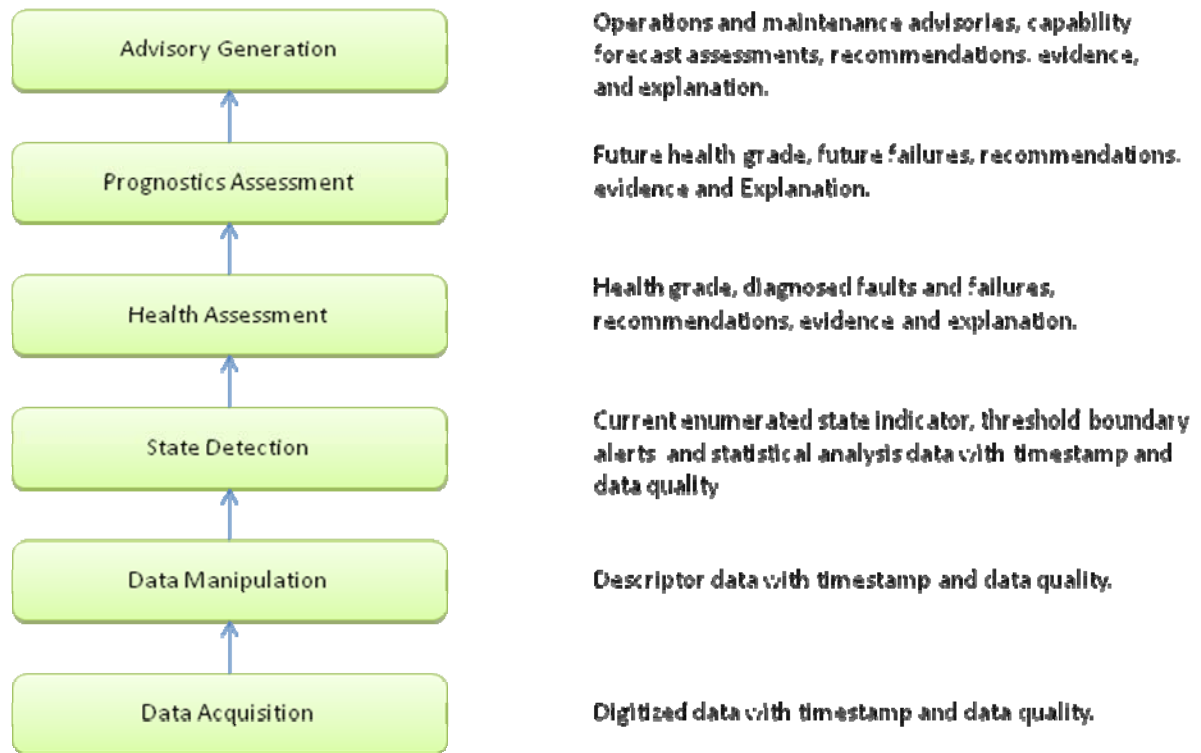 Advisory Generation
Operations and maintenance advisories, capability
forecast assessments, recommendations. evidence,
and explanation.
Prognostics Assessment
Future health grade, future failures, recommendations.
evidence and Explanation.
Health Assessment
Health grade, diagnosed faults and failures,
recommendations, evidence and explanation.
State Detection
Current enumerated state indicator, threshold boundary
alerts and statistical analysis data with timestamp and
data quality
Data Manipulation
Descriptor data with timestamp and data quality.
Data Acquisition
Digitized data with timestamp and data quality.